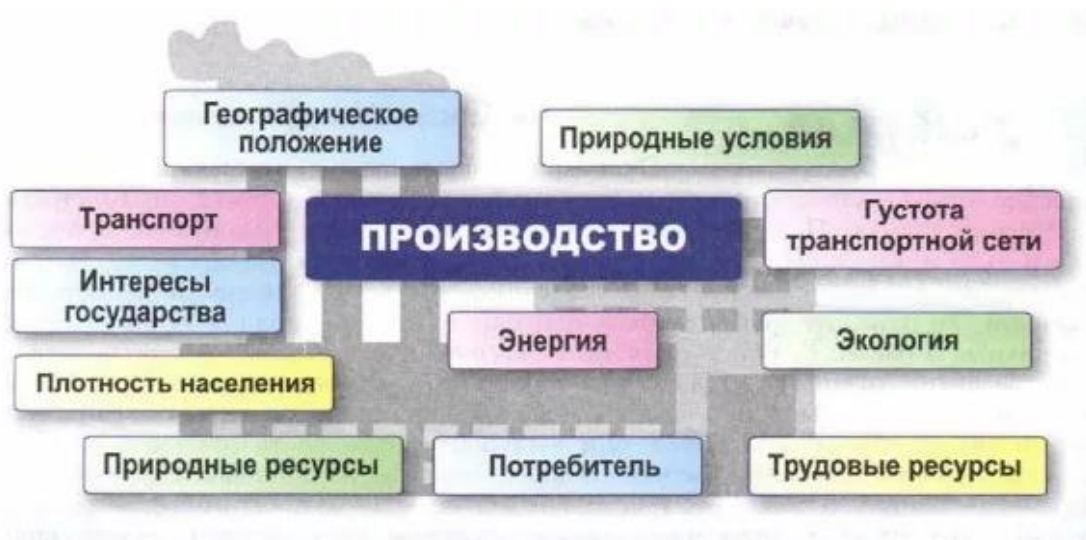 Географическое
положение
Природные условия
Транспорт
ПРОИЗВОДСТВО
Густота
транспортной сети
Интересы
государства
Энергия
Экология
Плотность населения
Природные ресурсы
Потребитель
Трудовые ресурсы